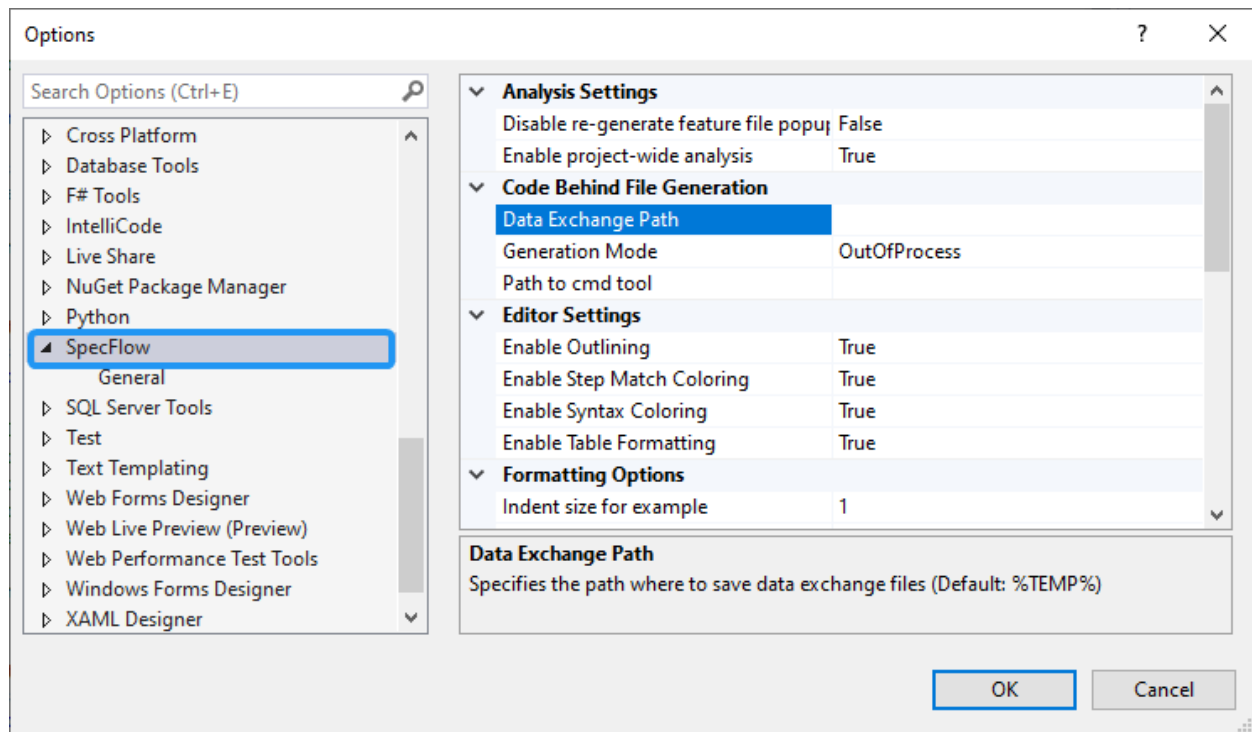 Options
?
Search Options (Ctrl+E)
Cross Platform
Database Tools
F# Tools
IntelliCode
Live Share
NuGet Package Manager
Python
SpecFlow
General
SQL Server Tools
Test
Text Templating
Web Forms Designer
Web Live Preview (Preview)
Web Performance Test Tools
Windows Forms Designer
XAML Designer
Analysis Settings
Disable re-generate feature file popup False
Enable project-wide analysis True
Code Behind File Generation
Data Exchange Path
Generation Mode OutOfProcess
Path to cmd tool
Editor Settings
Enable Outlining True
Enable Step Match Coloring True
Enable Syntax Coloring True
Enable Table Formatting True
Formatting Options
Indent size for example 1
Data Exchange Path
Specifies the path where to save data exchange files (Default: %TEMP%)
OK Cancel